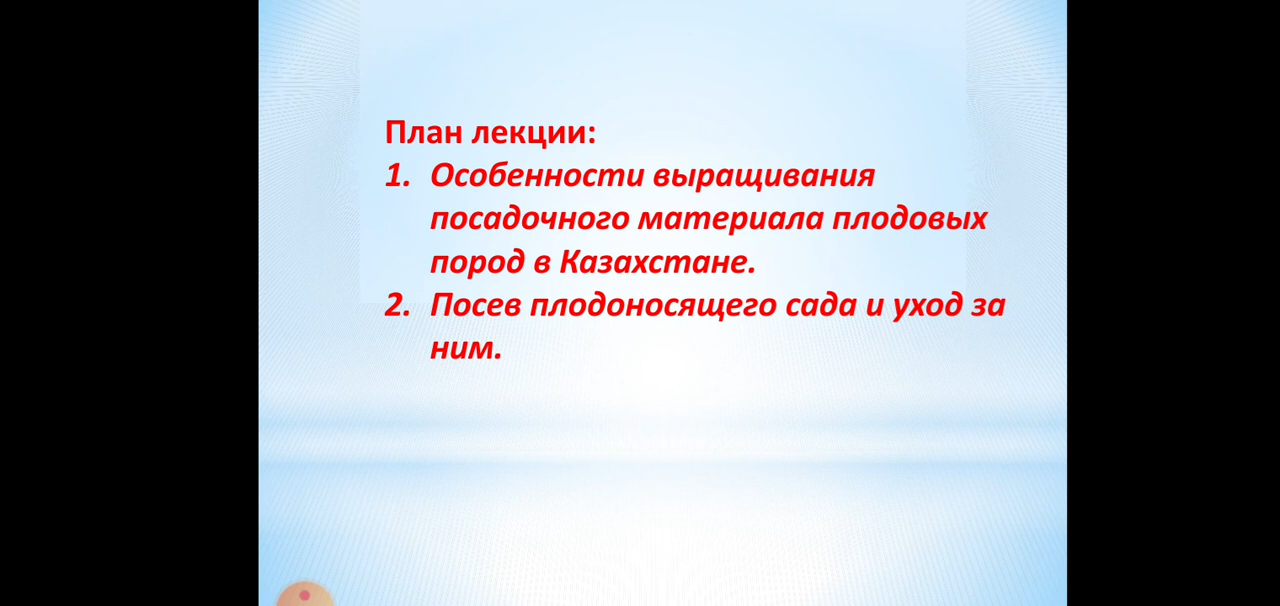 План лекции:
1. Особенности выращивания
посадочного материала плодовых
пород в Казахстане.
2. Посев плодоносящего сада и уход за
ним.